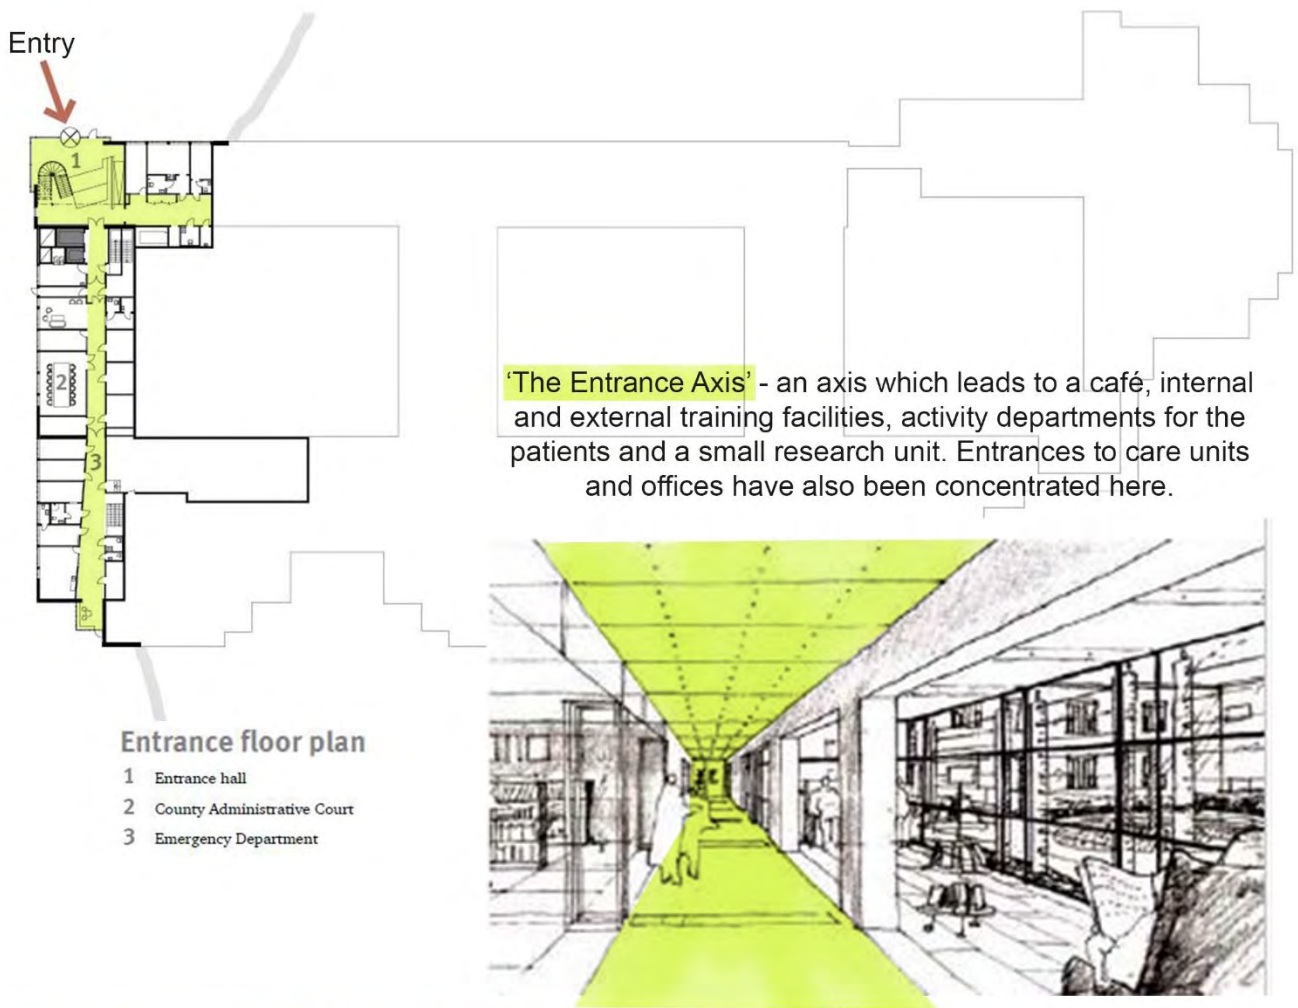 Entry
1
2
3
‘The Entrance Axis’ - an axis which leads to a café, internal
and external training facilities, activity departments for the
patients and a small research unit. Entrances to care units
and offices have also been concentrated here.
Entrance floor plan
1 Entrance hall
2 County Administrative Court
3 Emergency Department